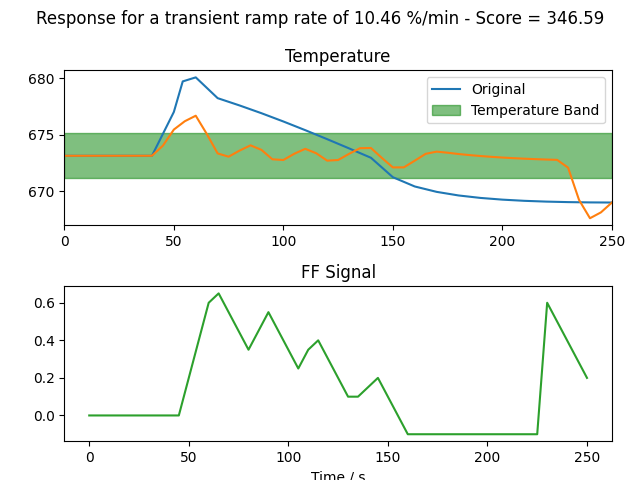 Response for a transient ramp rate of 10.46 %/min - Score = 346.59
Temperature
680
675
670
Original
Temperature Band
0 50 100 150 200 250
FF Signal
0.6
0.4
0.2
0.0
0 50 100 150 200 250
Time / s